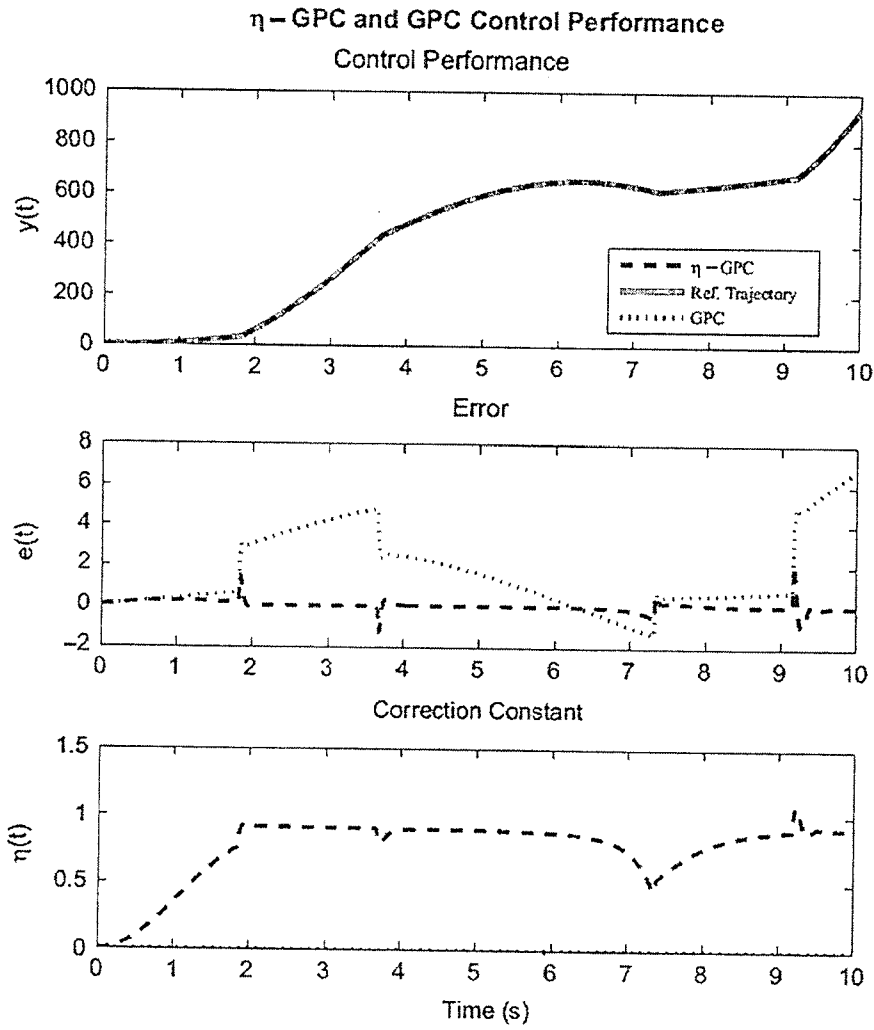 η – GPC and GPC Control Performance
Control Performance
1000
800
600
400
200
0
y(t)
η – GPC
Ref. Trajectory
GPC
0 1 2 3 4 5 6 7 8 9 10
Error
8
6
4
2
0
–2
e(t)
0 1 2 3 4 5 6 7 8 9 10
Correction Constant
1.5
1
0.5
0
η(t)
0 1 2 3 4 5 6 7 8 9 10
Time (s)